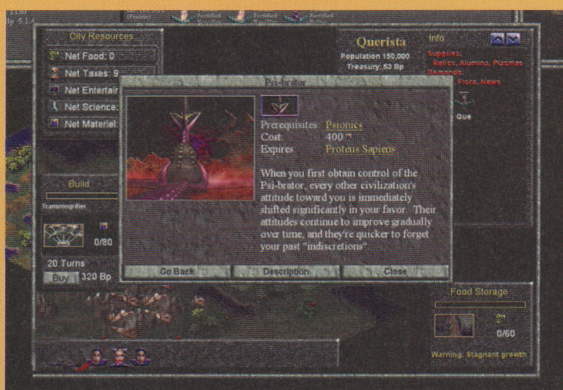 City Resources
Net Food: 0
Net Taxes: 9
Net Entertain
Net Science:
Net Materiel:
Querista
Population 150,000
Treasury: 53 Bp
Info
Supplies:
Relics, Alumina, Plazmas
Demands:
Flora, News
Que
Psi-brator
Prerequisites Psionics
Cost: 400
Expires Proteus Sapiens
When you first obtain control of the
Psi-brator, every other civilization's
attitude toward you is immediately
shifted significantly in your favor. Their
attitudes continue to improve gradually
over time, and they're quicker to forget
your past "indiscretions"
Go Back
Description
Close
Build
Transmogrifier
0/80
20 Turns
Buy 320 Bp
Food Storage
0/60
Warning: Stagnant growth